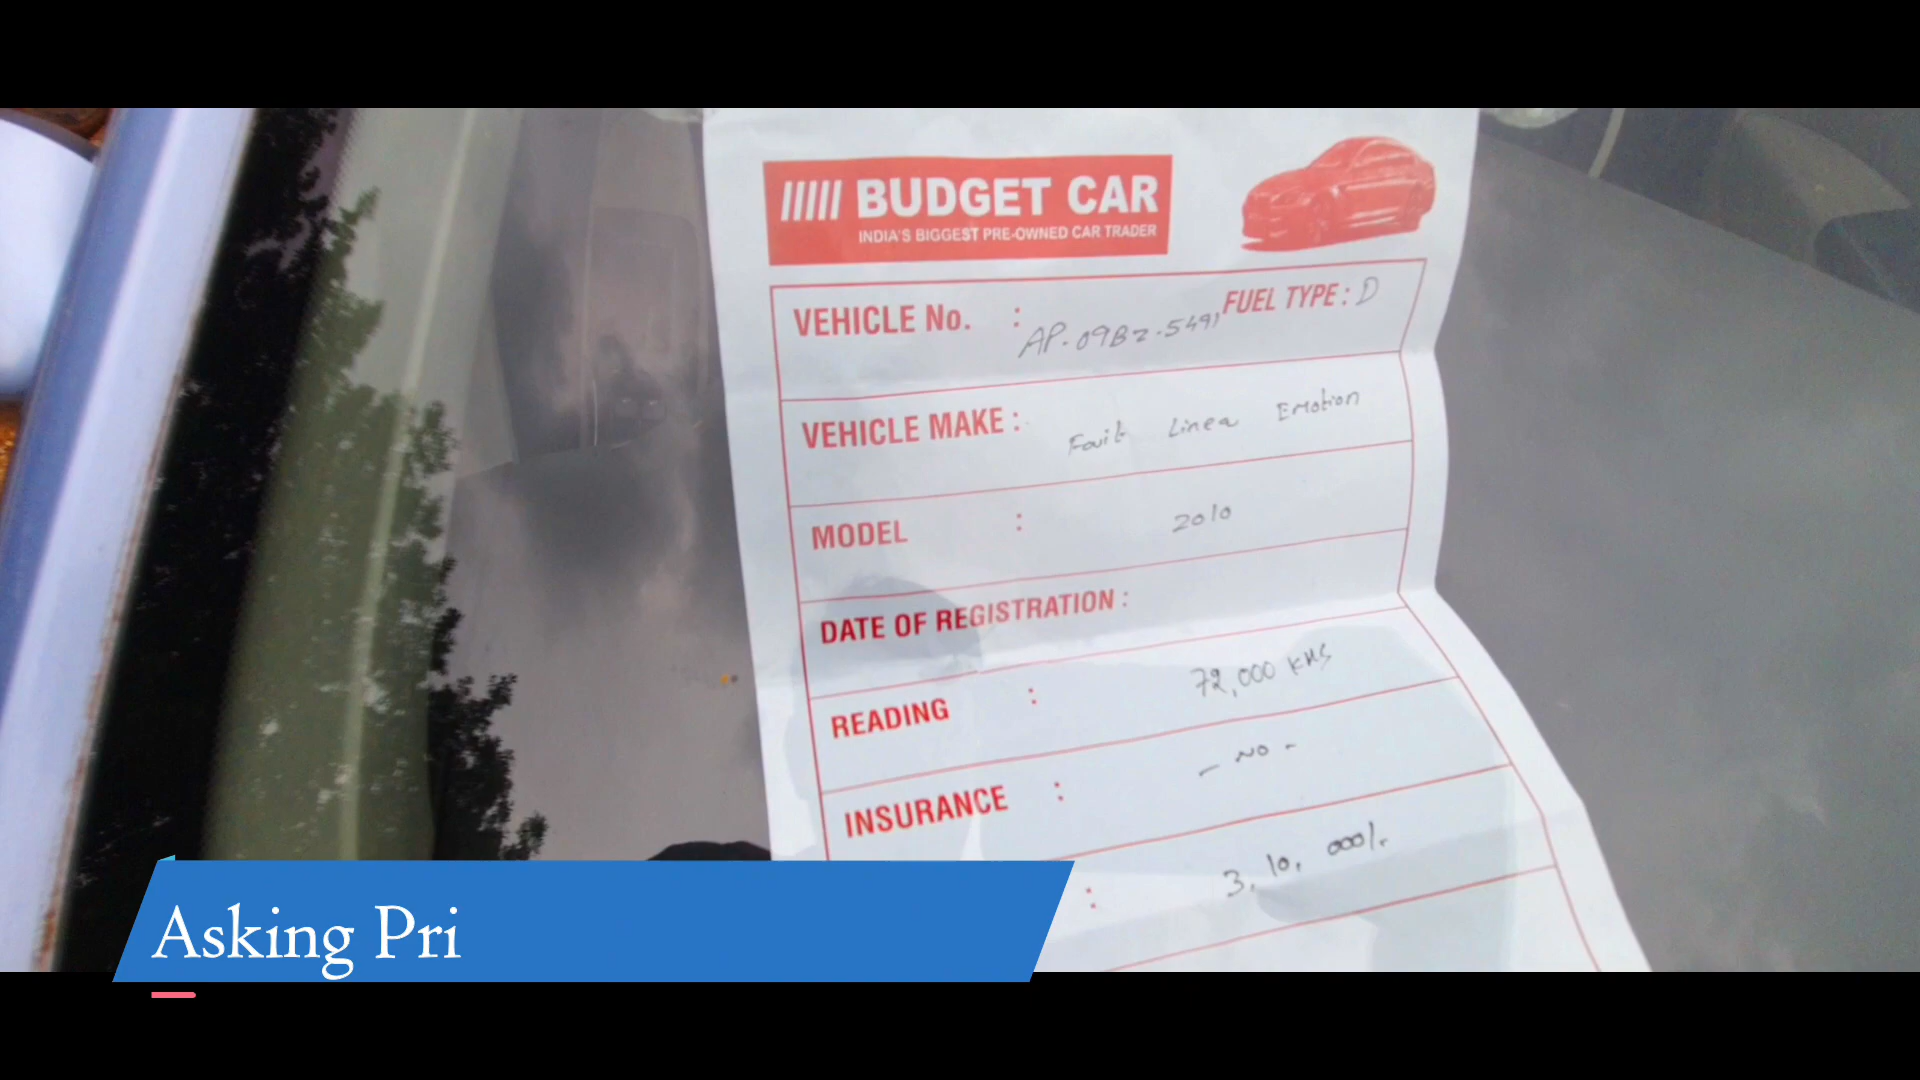 BUDGET CAR
INDIA'S BIGGEST PRE-OWNED CAR TRADER
VEHICLE No. : AP-09BZ-5491 FUEL TYPE : D
VEHICLE MAKE : Fait Linea Emotion
MODEL : 2010
DATE OF REGISTRATION :
READING : 72,000 KMS
INSURANCE : - NO -
: 3,10,000/-
Asking Pri